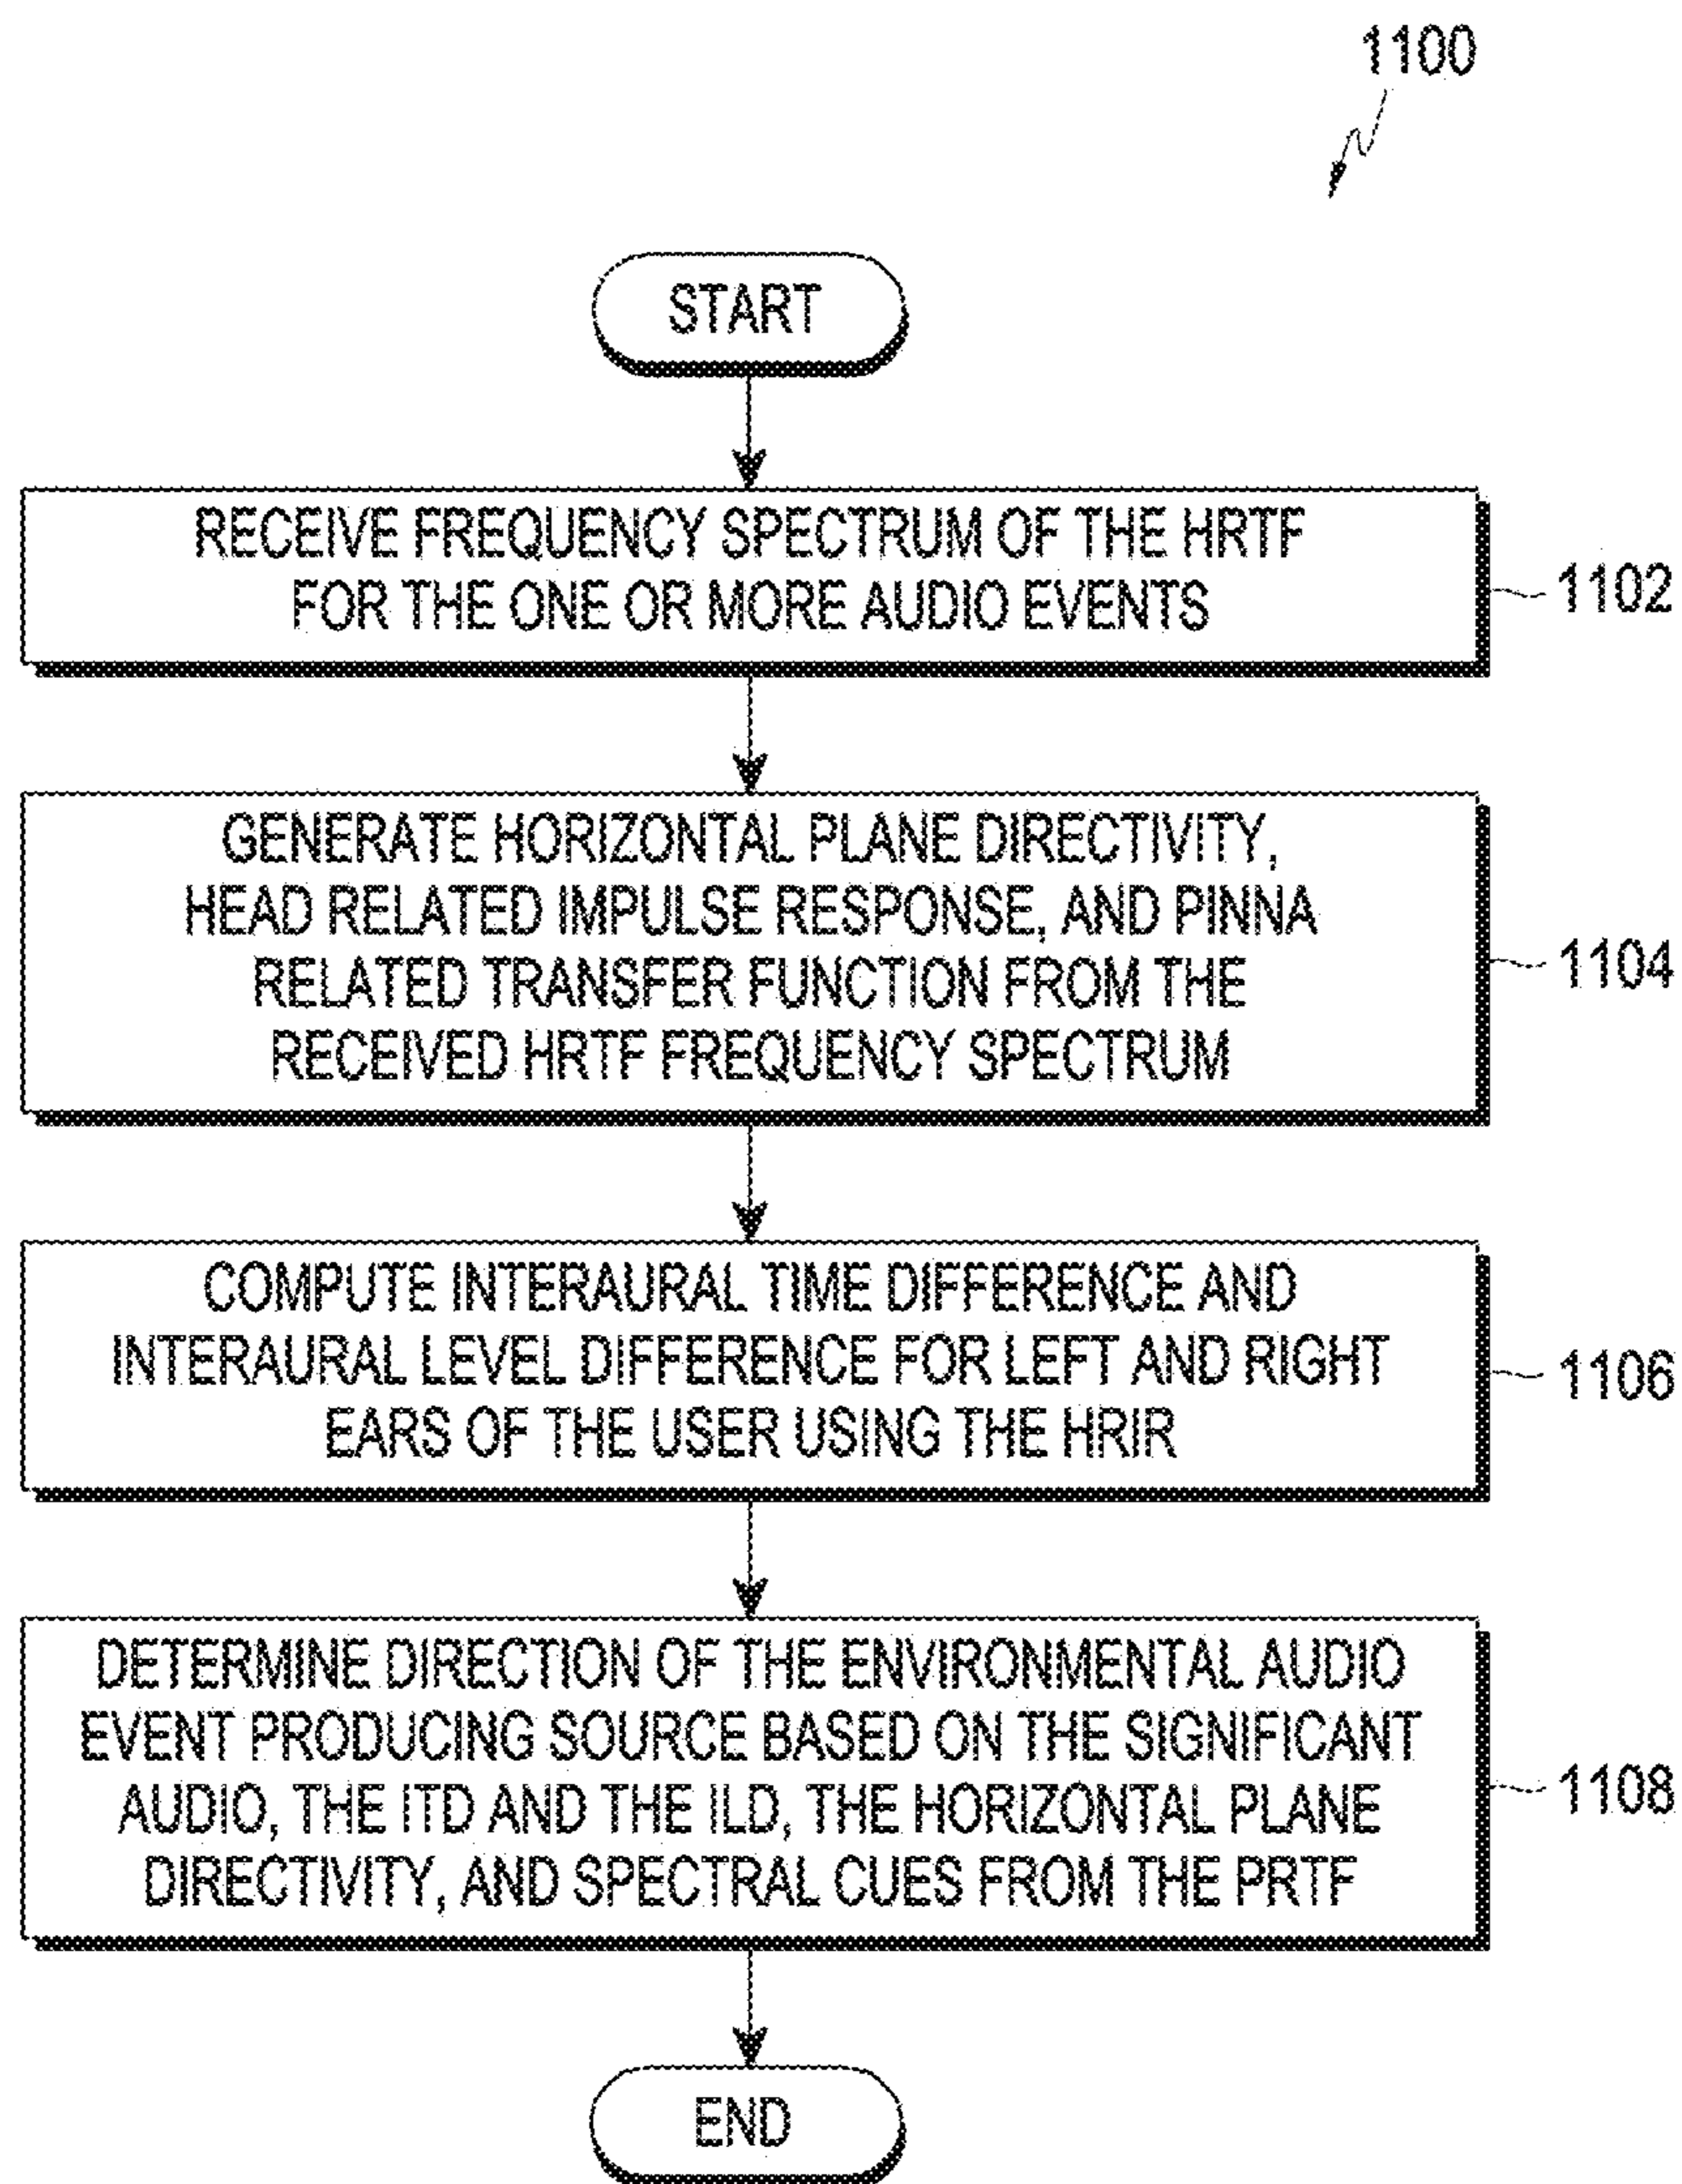 1100
START
RECEIVE FREQUENCY SPECTRUM OF THE HRTF
FOR THE ONE OR MORE AUDIO EVENTS
1102
GENERATE HORIZONTAL PLANE DIRECTIVITY,
HEAD RELATED IMPULSE RESPONSE, AND PINNA
RELATED TRANSFER FUNCTION FROM THE
RECEIVED HRTF FREQUENCY SPECTRUM
1104
COMPUTE INTERAURAL TIME DIFFERENCE AND
INTERAURAL LEVEL DIFFERENCE FOR LEFT AND RIGHT
EARS OF THE USER USING THE HRIR
1106
DETERMINE DIRECTION OF THE ENVIRONMENTAL AUDIO
EVENT PRODUCING SOURCE BASED ON THE SIGNIFICANT
AUDIO, THE ITD AND THE ILD, THE HORIZONTAL PLANE
DIRECTIVITY, AND SPECTRAL CUES FROM THE PRTF
1108
END